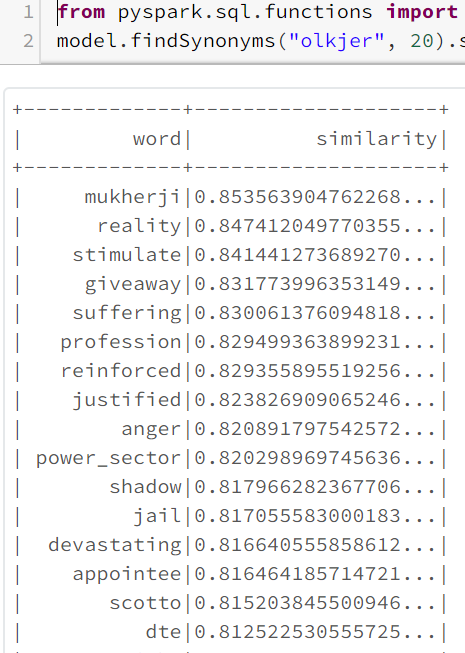 1 from pyspark.sql.functions import
2 model.findSynonyms("olkjer", 20).s
+-------------+--------------------+
| word| similarity|
+-------------+--------------------+
| mukherji|0.853563904762268...|
| reality|0.847412049770355...|
| stimulate|0.841441273689270...|
| giveaway|0.831773996353149...|
| suffering|0.830061376094818...|
| profession|0.829499363899231...|
| reinforced|0.829355895519256...|
| justified|0.823826909065246...|
| anger|0.820891797542572...|
| power_sector|0.820298969745636...|
| shadow|0.817966282367706...|
| jail|0.817055583000183...|
| devastating|0.816640555858612...|
| appointee|0.816464185714721...|
| scotto|0.815203845500946...|
| dte|0.812522530555725...|